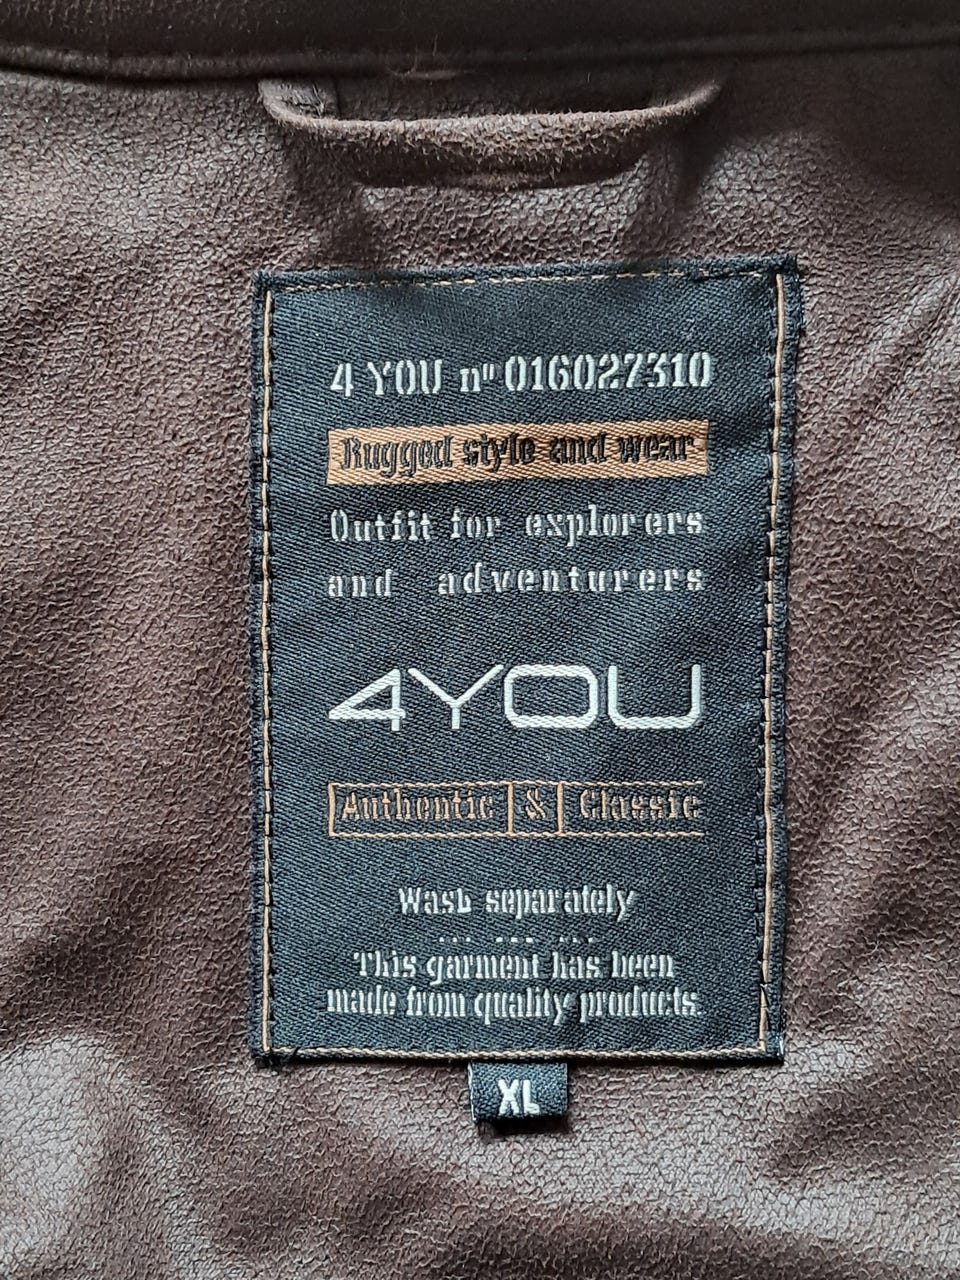 4 YOU nº 016027310
Rugged style and wear
Outfit for explorers
and adventurers
4YOU
Authentic & Classic
Wash separately
... ... ...
This garment has been
made from quality products.
XL